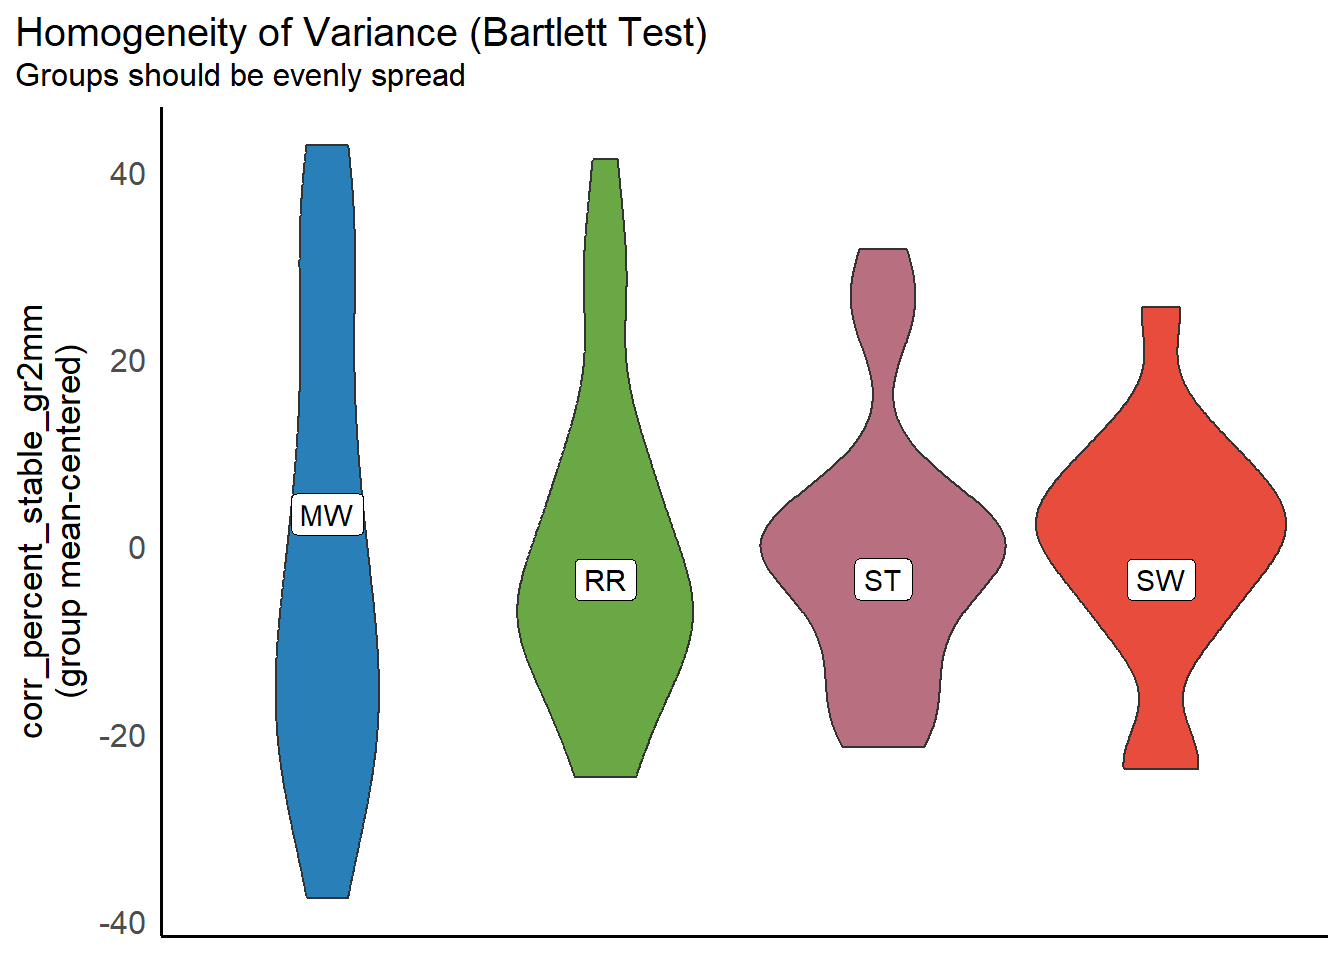 Homogeneity of Variance (Bartlett Test)
Groups should be evenly spread
corr_percent_stable_gr2mm
(group mean-centered)
40
20
0
-20
-40
MW
RR
ST
SW